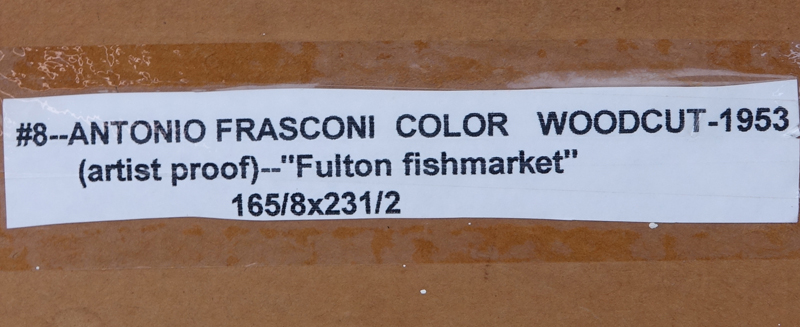 #8--ANTONIO FRASCONI COLOR WOODCUT-1953
(artist proof)--"Fulton fishmarket"
165/8x231/2